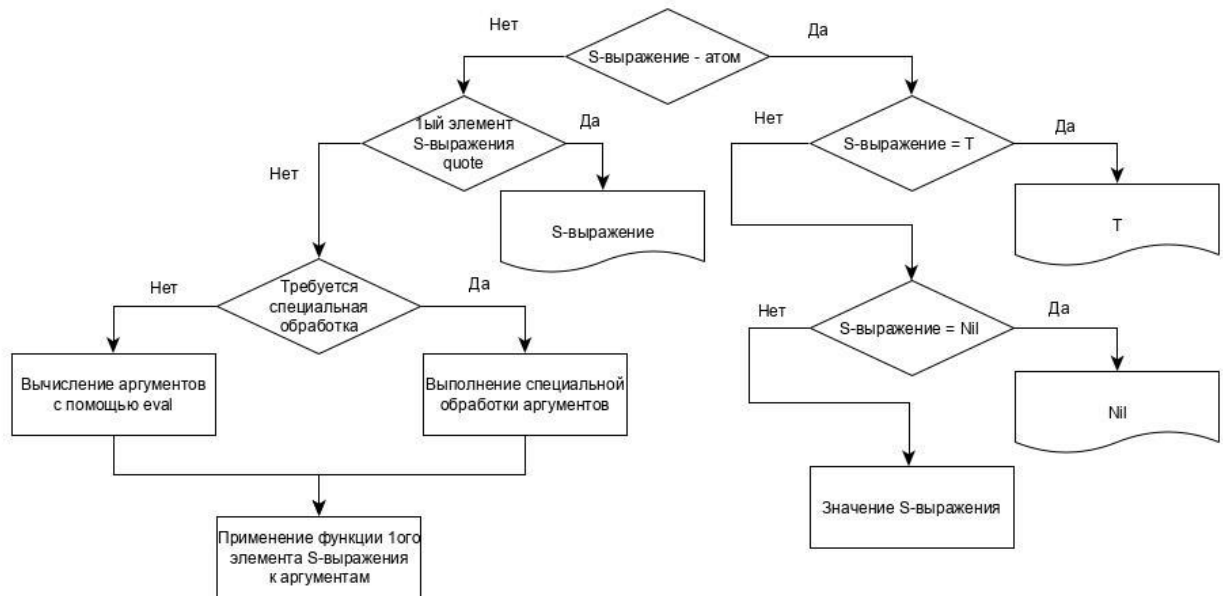 Нет
Да
S-выражение - атом
1ый элемент
S-выражения
quote
Да
Нет
S-выражение = T
Да
Нет
S-выражение
T
Требуется
специальная
обработка
Нет
Да
S-выражение = Nil
Нет
Да
Вычисление аргументов
с помощью eval
Выполнение специальной
обработки аргументов
Nil
Значение S-выражения
Применение функции 1ого
элемента S-выражения
к аргументам